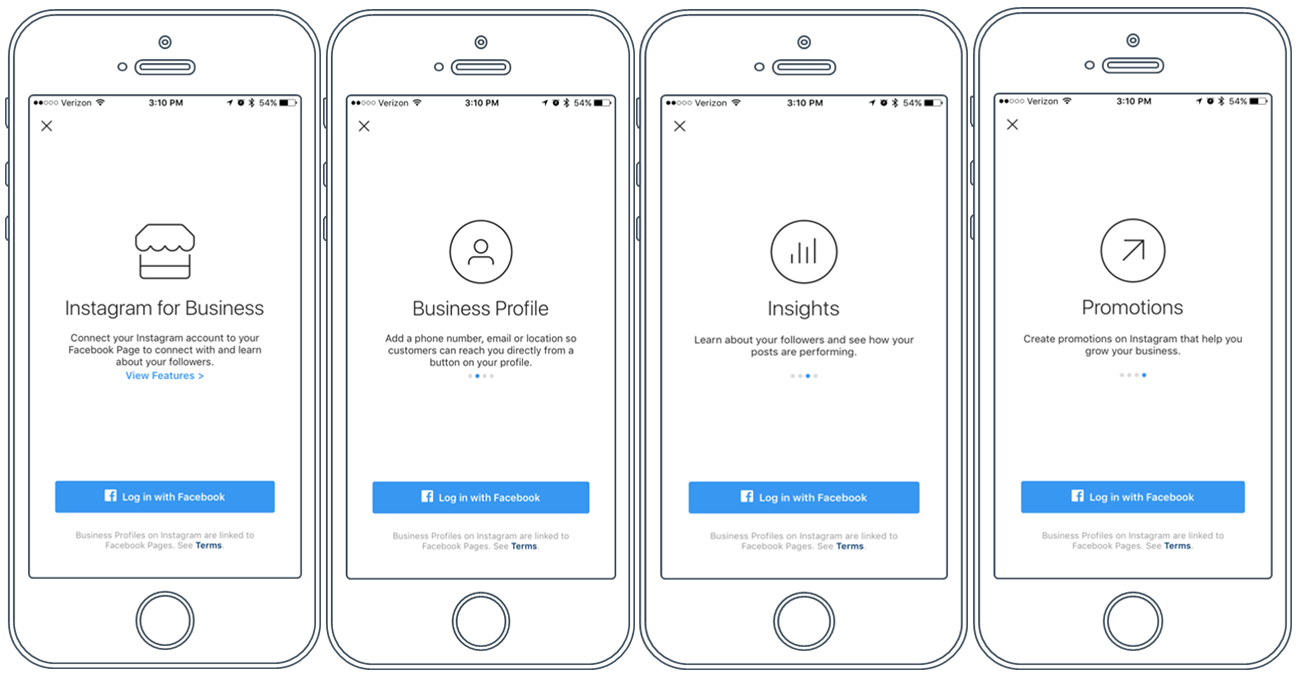 Verizon 3:10 PM 54%
Instagram for Business
Connect your Instagram account to your
Facebook Page to connect with and learn
about your followers.
View Features >
Log in with Facebook
Business Profiles on Instagram are linked to
Facebook Pages. See Terms.
Verizon 3:10 PM 54%
Business Profile
Add a phone number, email or location so
customers can reach you directly from a
button on your profile.
Log in with Facebook
Business Profiles on Instagram are linked to
Facebook Pages. See Terms.
Verizon 3:10 PM 54%
Insights
Learn about your followers and see how your
posts are performing.
Log in with Facebook
Business Profiles on Instagram are linked to
Facebook Pages. See Terms.
Verizon 3:10 PM 54%
Promotions
Create promotions on Instagram that help you
grow your business.
Log in with Facebook
Business Profiles on Instagram are linked to
Facebook Pages. See Terms.